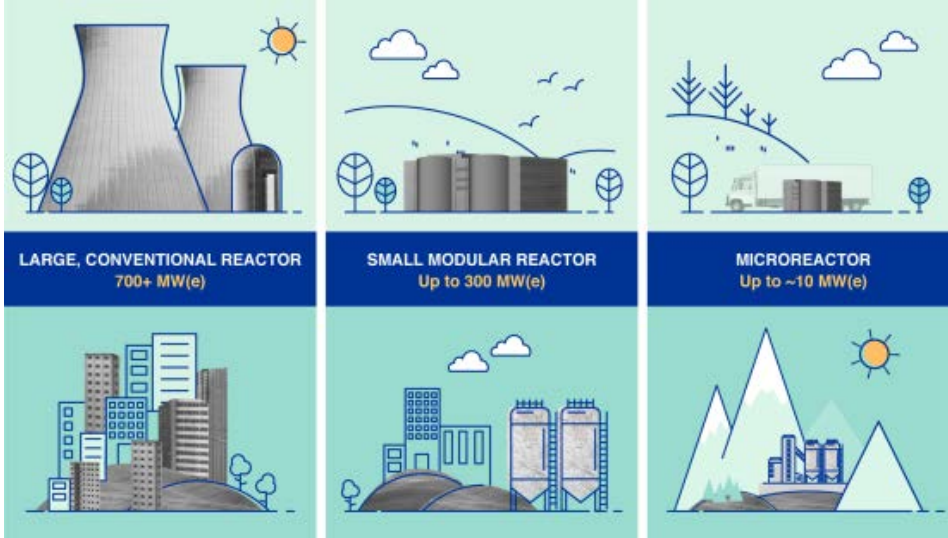 LARGE, CONVENTIONAL REACTOR
700+ MW(e)
SMALL MODULAR REACTOR
Up to 300 MW(e)
MICROREACTOR
Up to ~10 MW(e)